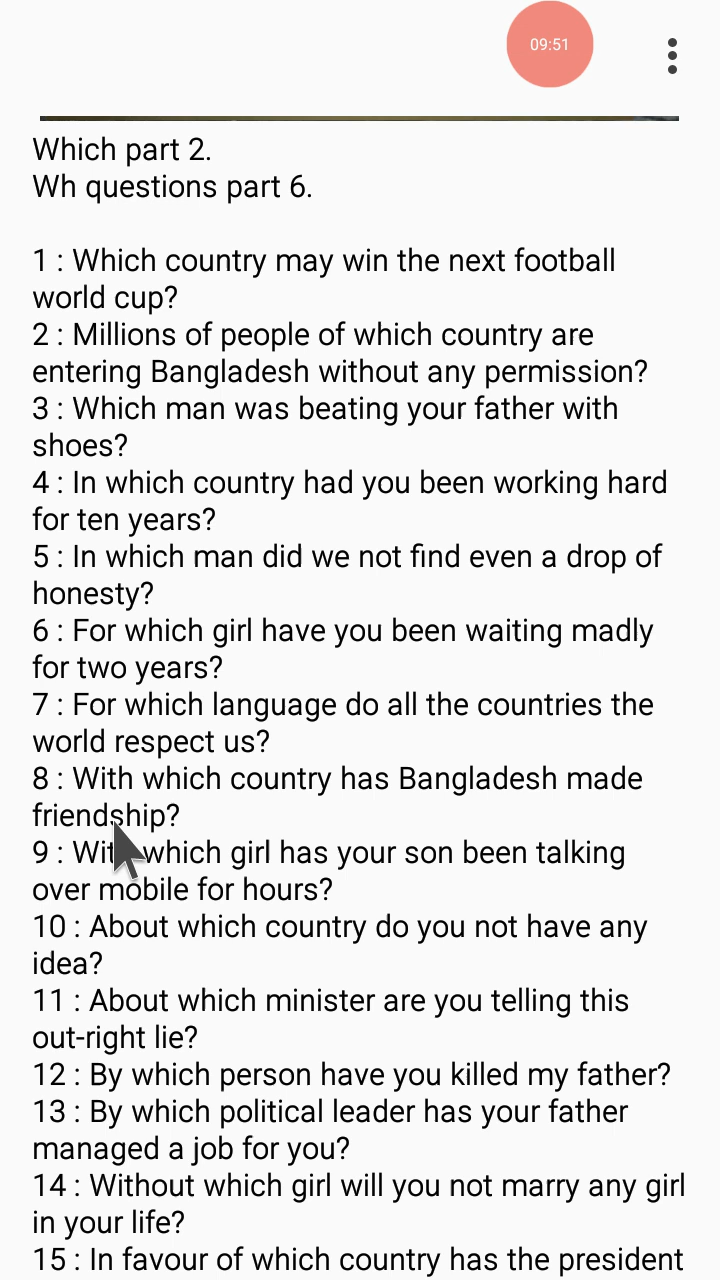 09:51
Which part 2.
Wh questions part 6.
1 : Which country may win the next football
world cup?
2 : Millions of people of which country are
entering Bangladesh without any permission?
3 : Which man was beating your father with
shoes?
4 : In which country had you been working hard
for ten years?
5 : In which man did we not find even a drop of
honesty?
6 : For which girl have you been waiting madly
for two years?
7 : For which language do all the countries the
world respect us?
8 : With which country has Bangladesh made
friendship?
9 : With which girl has your son been talking
over mobile for hours?
10 : About which country do you not have any
idea?
11 : About which minister are you telling this
out-right lie?
12 : By which person have you killed my father?
13 : By which political leader has your father
managed a job for you?
14 : Without which girl will you not marry any girl
in your life?
15 : In favour of which country has the president